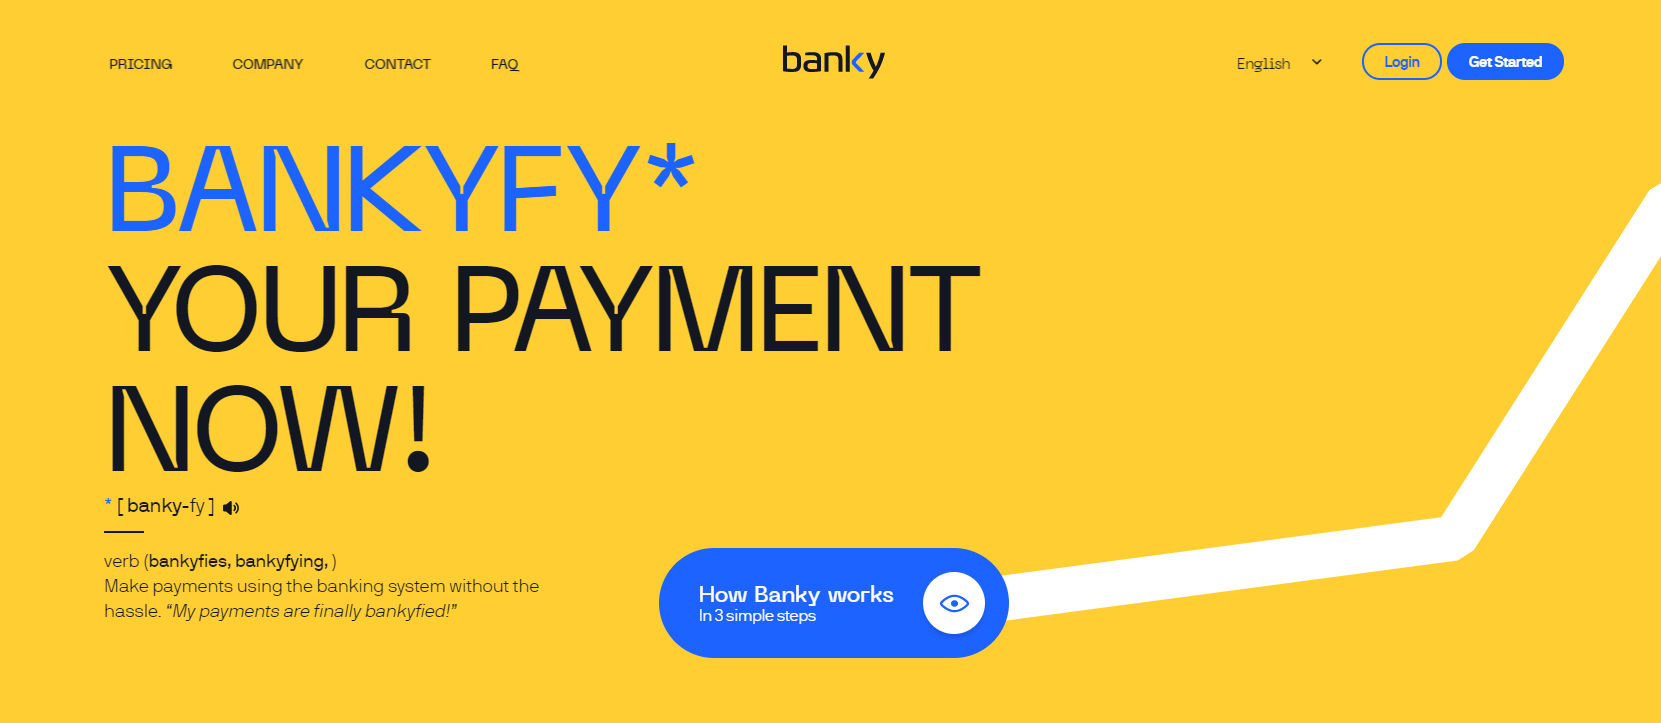 PRICING COMPANY CONTACT FAQ banky English Login Get Started
BANKYFY*
YOUR PAYMENT
NOW!
* [ banky-fy ]
verb (bankyfies, bankyfying, )
Make payments using the banking system without the
hassle. “My payments are finally bankyfied!”
How Banky works
In 3 simple steps